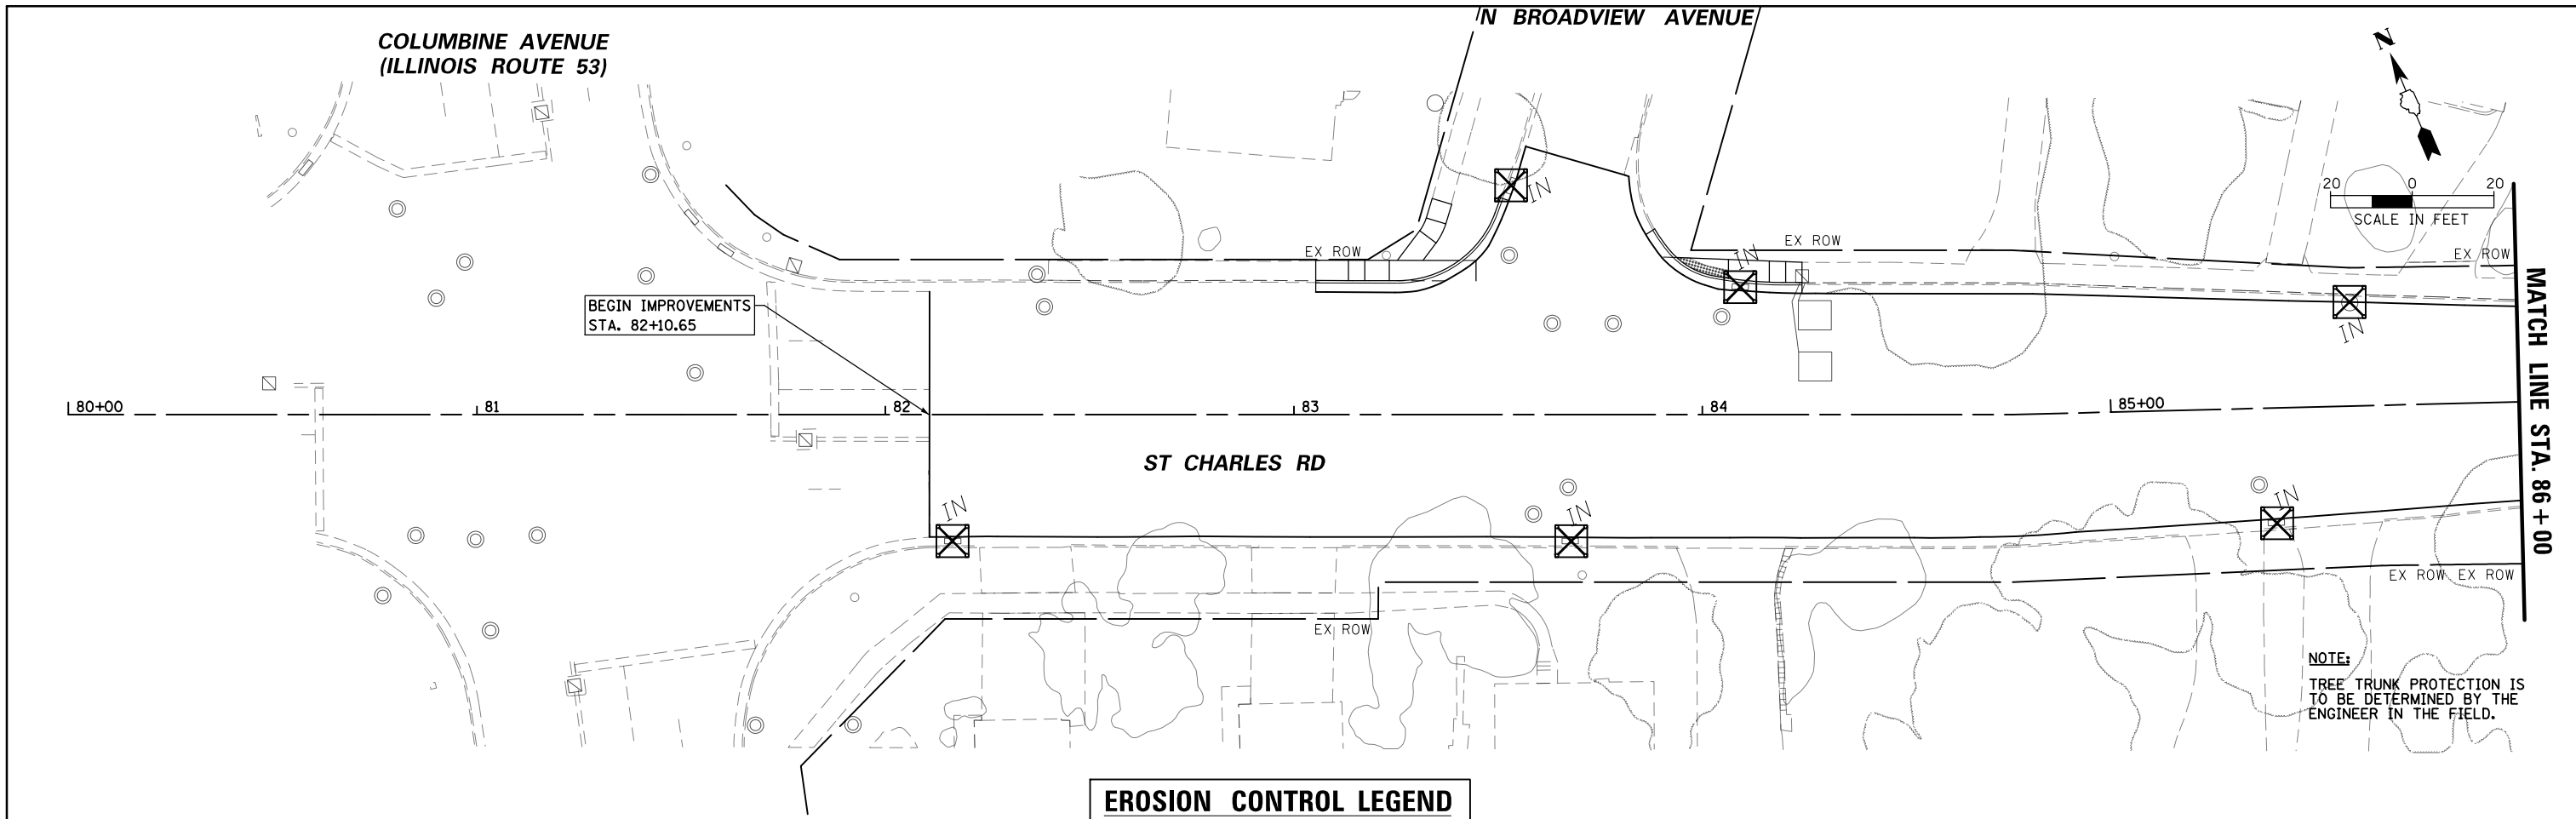 COLUMBINE AVENUE
(ILLINOIS ROUTE 53)
N BROADVIEW AVENUE
N
20 0 20
SCALE IN FEET
IN
EX ROW
EX ROW
IN
EX ROW
IN
BEGIN IMPROVEMENTS
STA. 82+10.65
80+00 81 82 83 84 85+00
MATCH LINE STA. 86+00
ST CHARLES RD
IN
IN
IN
EX ROW
EX ROW
EX ROW
NOTE:
TREE TRUNK PROTECTION IS
TO BE DETERMINED BY THE
ENGINEER IN THE FIELD.
EROSION CONTROL LEGEND